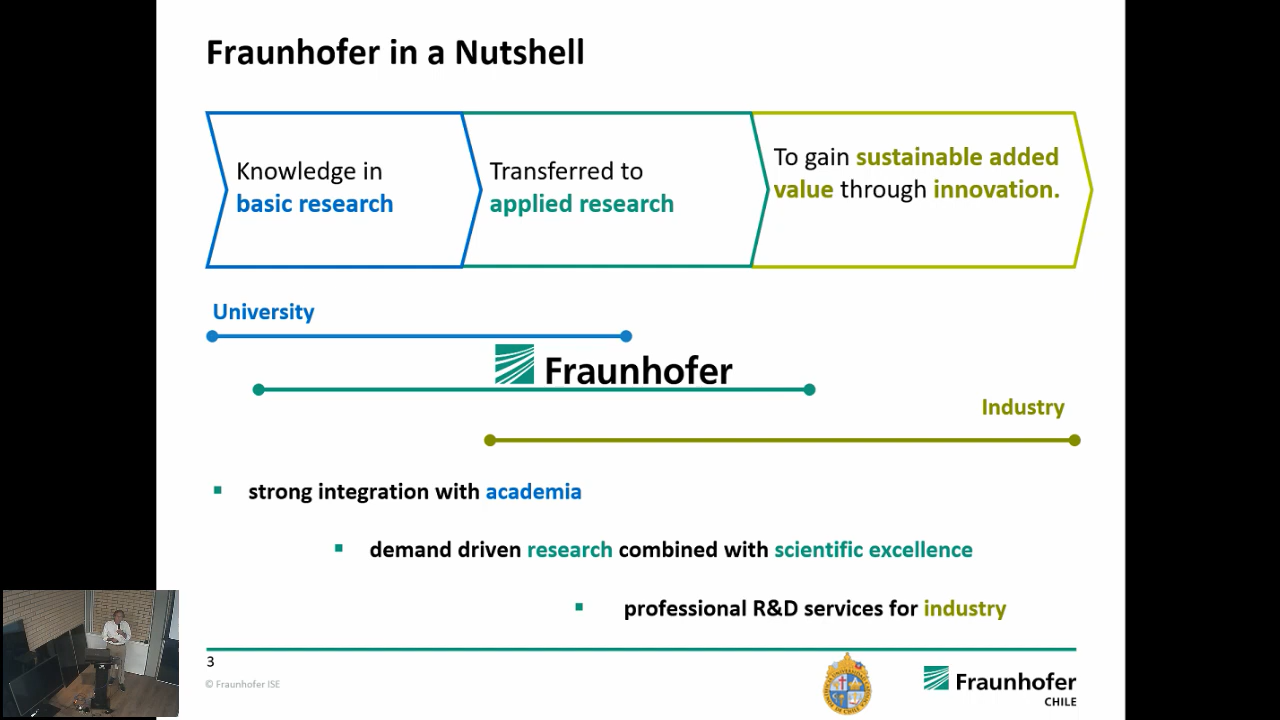 Fraunhofer in a Nutshell
Knowledge in
basic research
Transferred to
applied research
To gain sustainable added
value through innovation.
University
Fraunhofer
Industry
▪ strong integration with academia
▪ demand driven research combined with scientific excellence
▪ professional R&D services for industry
3
© Fraunhofer ISE
Fraunhofer
CHILE